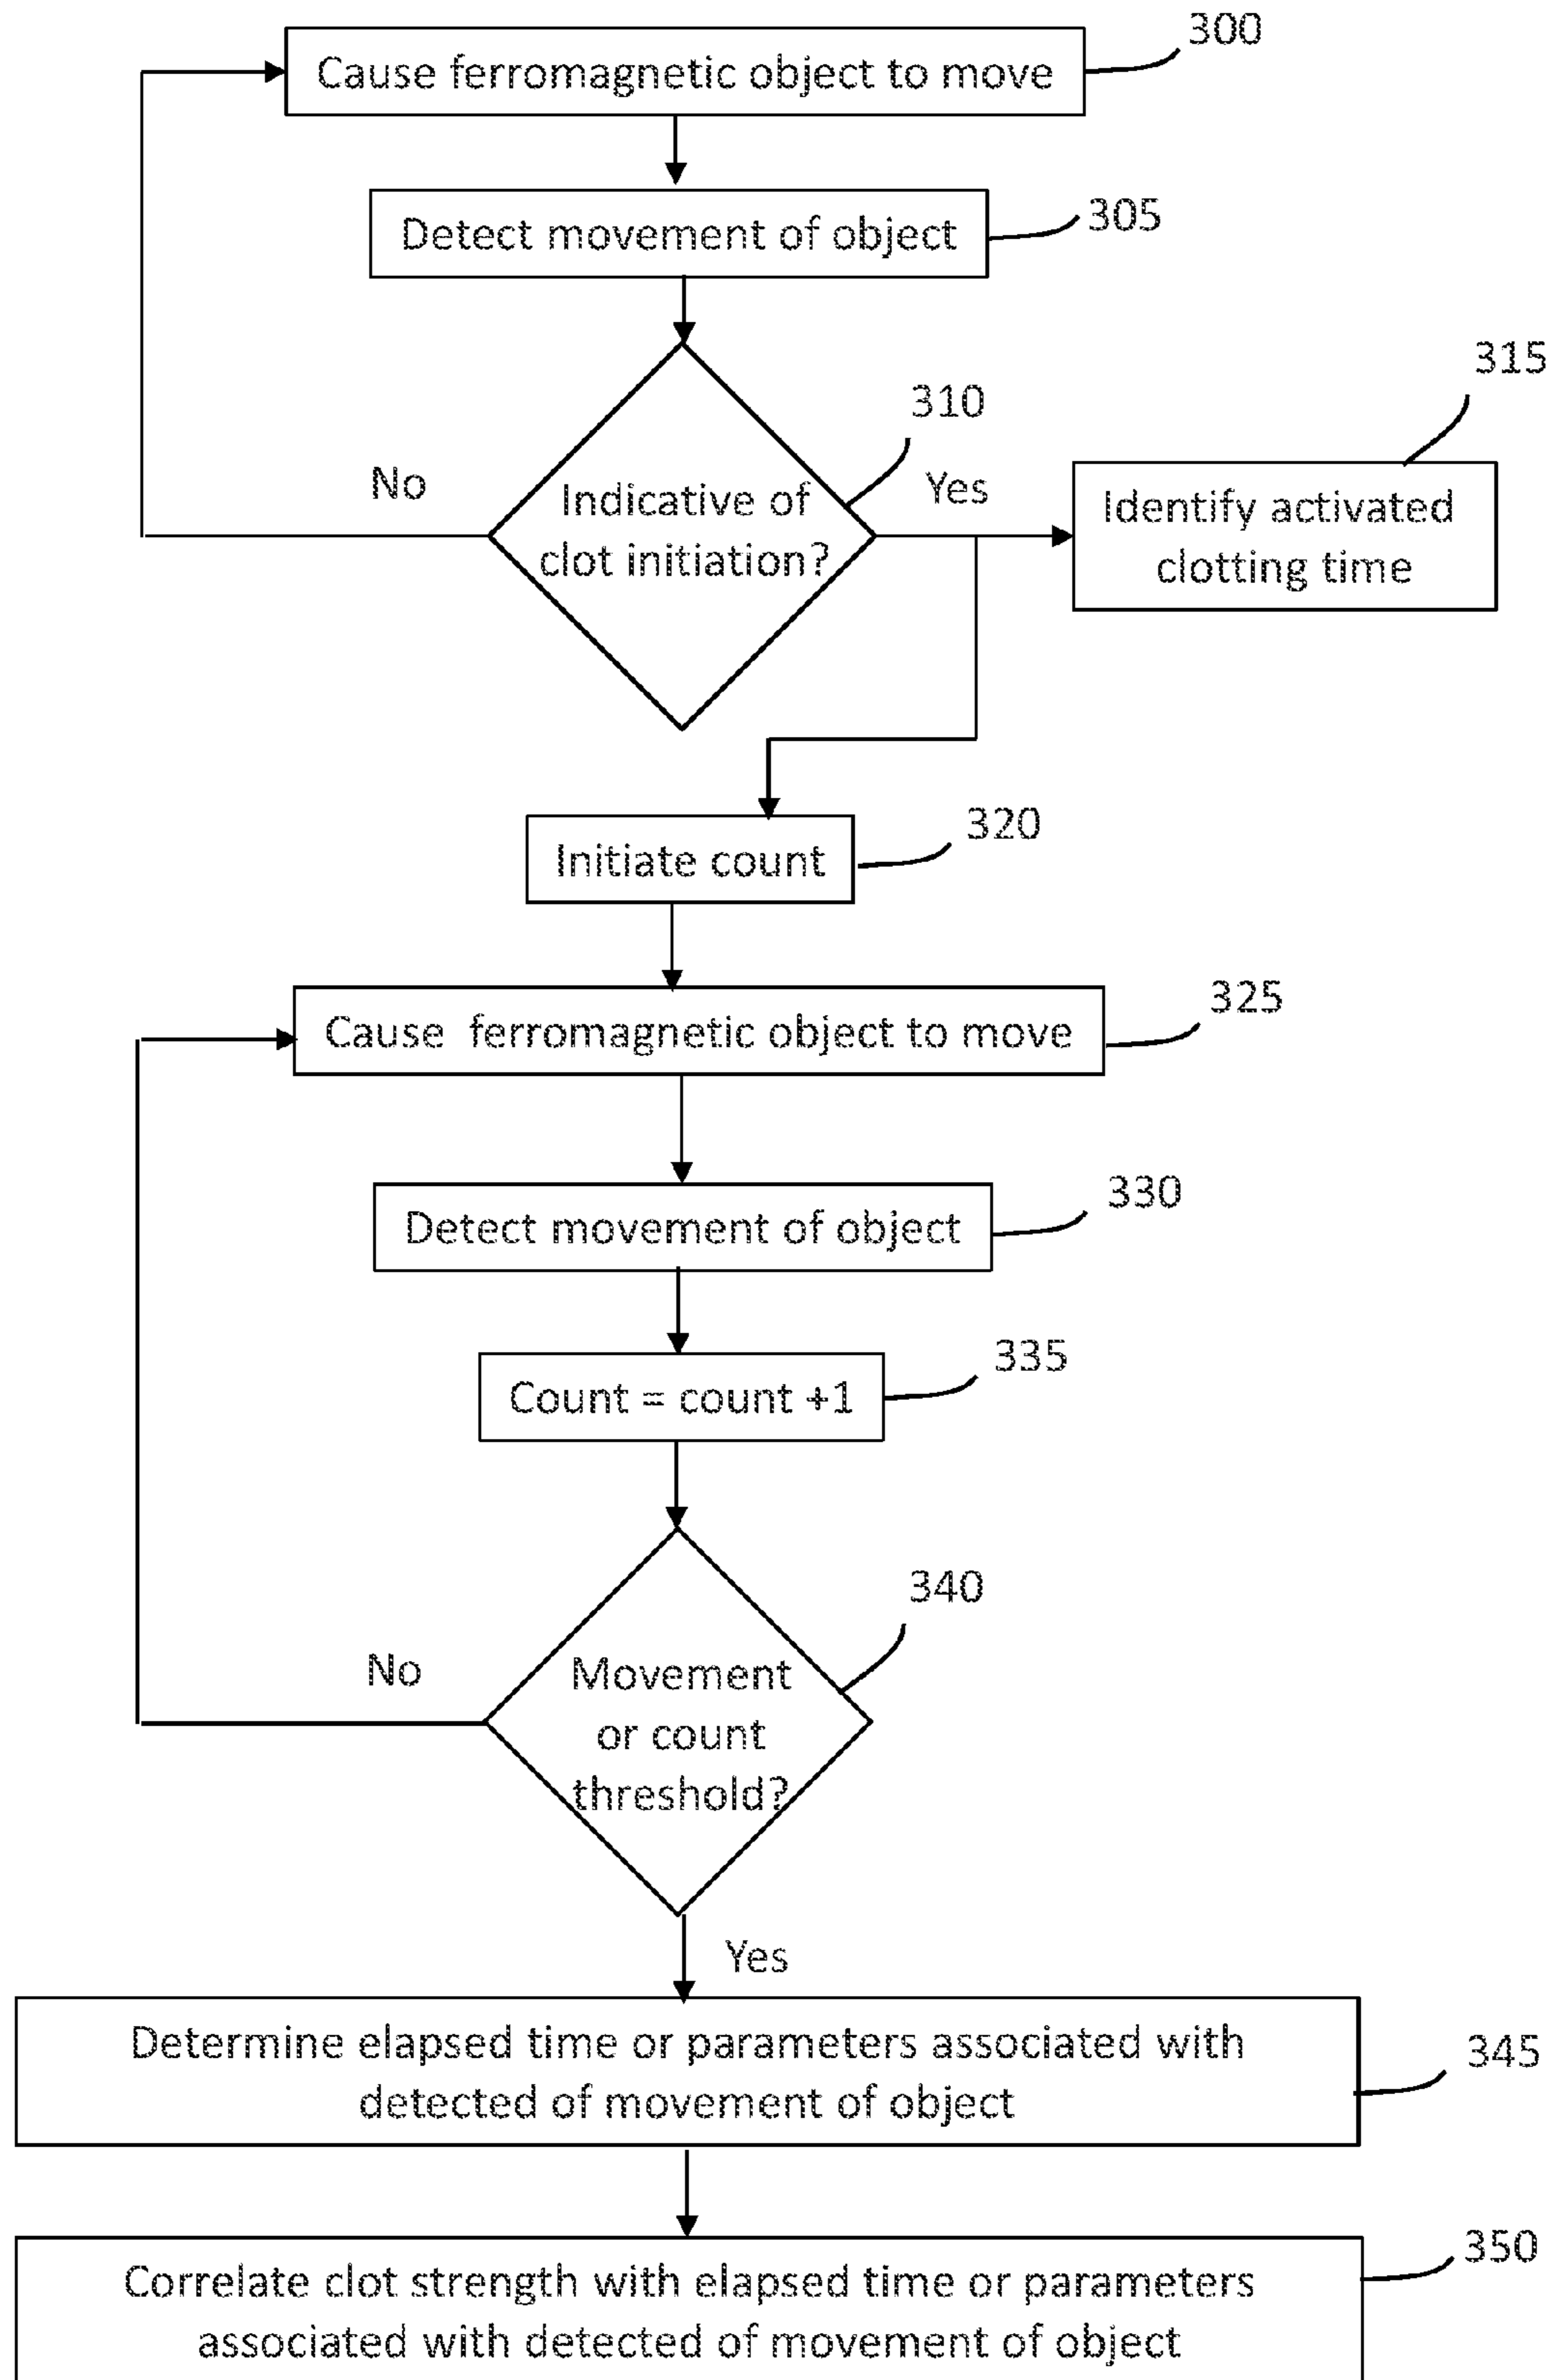 300
Cause ferromagnetic object to move
Detect movement of object
305
315
310
No
Yes
Indicative of
clot initiation?
Identify activated
clotting time
320
Initiate count
325
Cause ferromagnetic object to move
330
Detect movement of object
335
Count = count +1
340
No
Movement
or count
threshold?
Yes
Determine elapsed time or parameters associated with
detected of movement of object
345
350
Correlate clot strength with elapsed time or parameters
associated with detected of movement of object